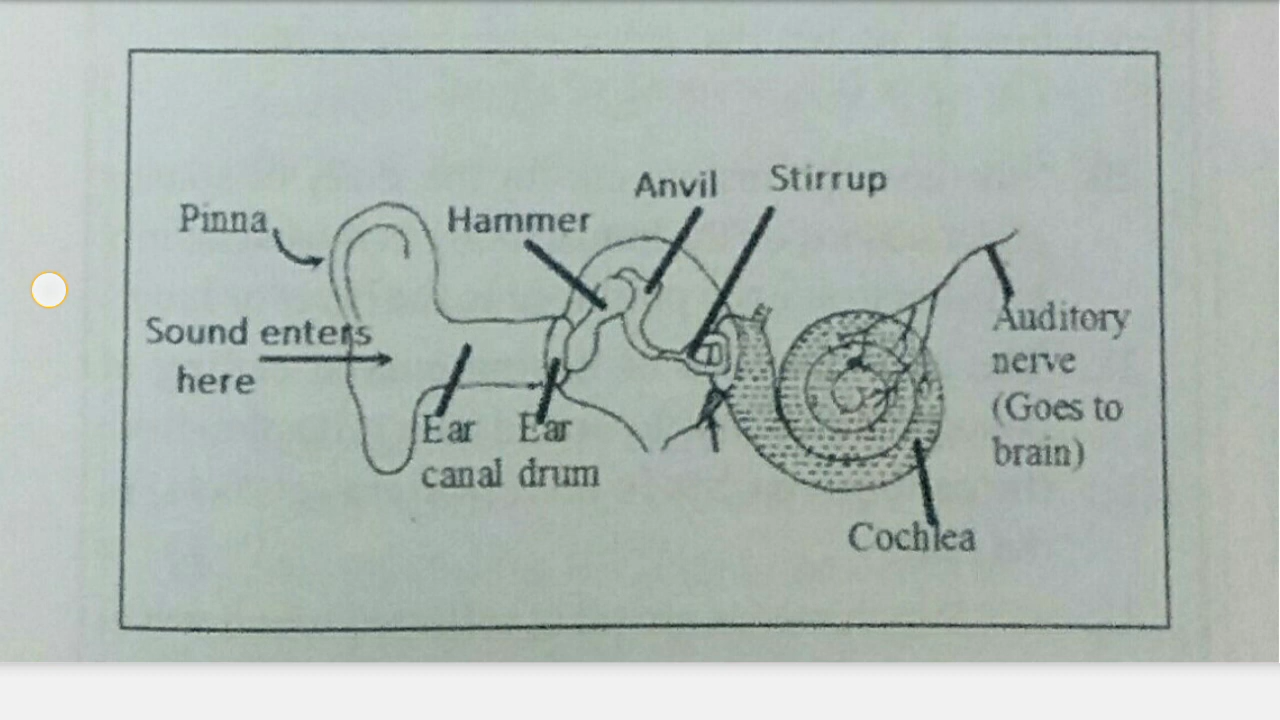 Pinna
Hammer
Anvil
Stirrup
Sound enters
here
Ear
canal
Ear
drum
Auditory
nerve
(Goes to
brain)
Cochlea